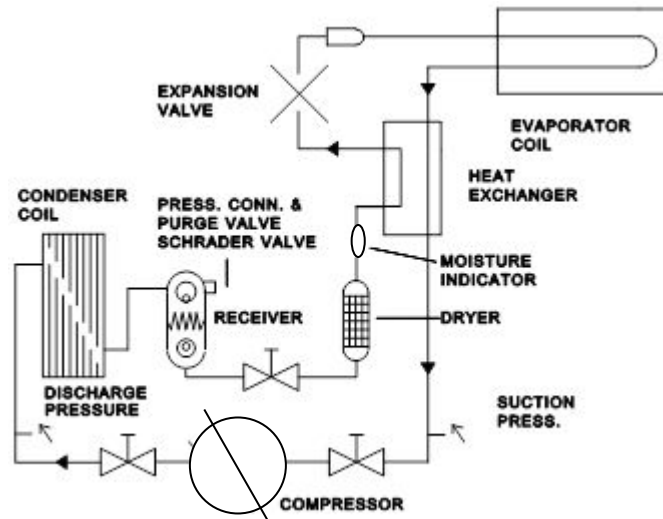 EXPANSION
VALVE
EVAPORATOR
COIL
HEAT
EXCHANGER
CONDENSER
COIL
PRESS. CONN. &
PURGE VALVE
SCHRADER VALVE
MOISTURE
INDICATOR
RECEIVER
DRYER
DISCHARGE
PRESSURE
SUCTION
PRESS.
COMPRESSOR